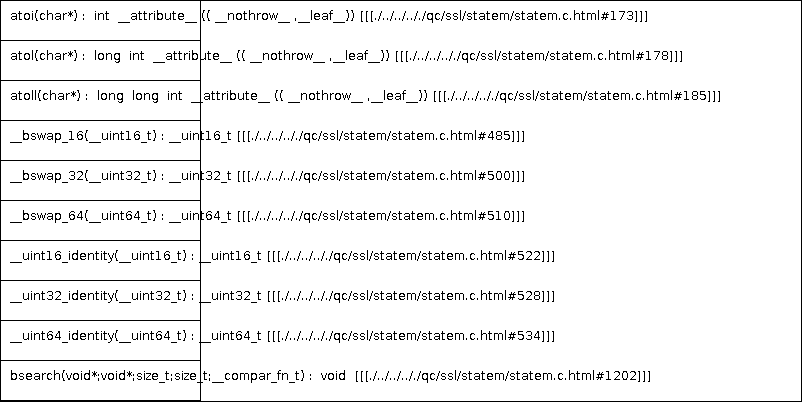 atoi(char*) : int __attribute__ (( __nothrow__ ,__leaf__)) [[[./../../././qc/ssl/statem/statem.c.html#173]]]
atol(char*) : long int __attribute__ (( __nothrow__ ,__leaf__)) [[[./../../././qc/ssl/statem/statem.c.html#178]]]
atoll(char*) : long long int __attribute__ (( __nothrow__ ,__leaf__)) [[[./../../././qc/ssl/statem/statem.c.html#185]]]
__bswap_16(__uint16_t) : __uint16_t [[[./../../././qc/ssl/statem/statem.c.html#485]]]
__bswap_32(__uint32_t) : __uint32_t [[[./../../././qc/ssl/statem/statem.c.html#500]]]
__bswap_64(__uint64_t) : __uint64_t [[[./../../././qc/ssl/statem/statem.c.html#510]]]
__uint16_identity(__uint16_t) : __uint16_t [[[./../../././qc/ssl/statem/statem.c.html#522]]]
__uint32_identity(__uint32_t) : __uint32_t [[[./../../././qc/ssl/statem/statem.c.html#528]]]
__uint64_identity(__uint64_t) : __uint64_t [[[./../../././qc/ssl/statem/statem.c.html#534]]]
bsearch(void*;void*;size_t;size_t;__compar_fn_t) : void [[[./../../././qc/ssl/statem/statem.c.html#1202]]]